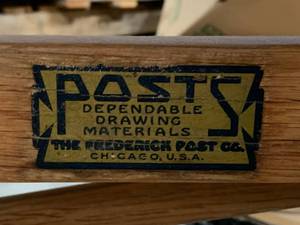 POSTS
DEPENDABLE
DRAWING
MATERIALS
THE FREDERICK POST CO.
CHICAGO, U.S.A.